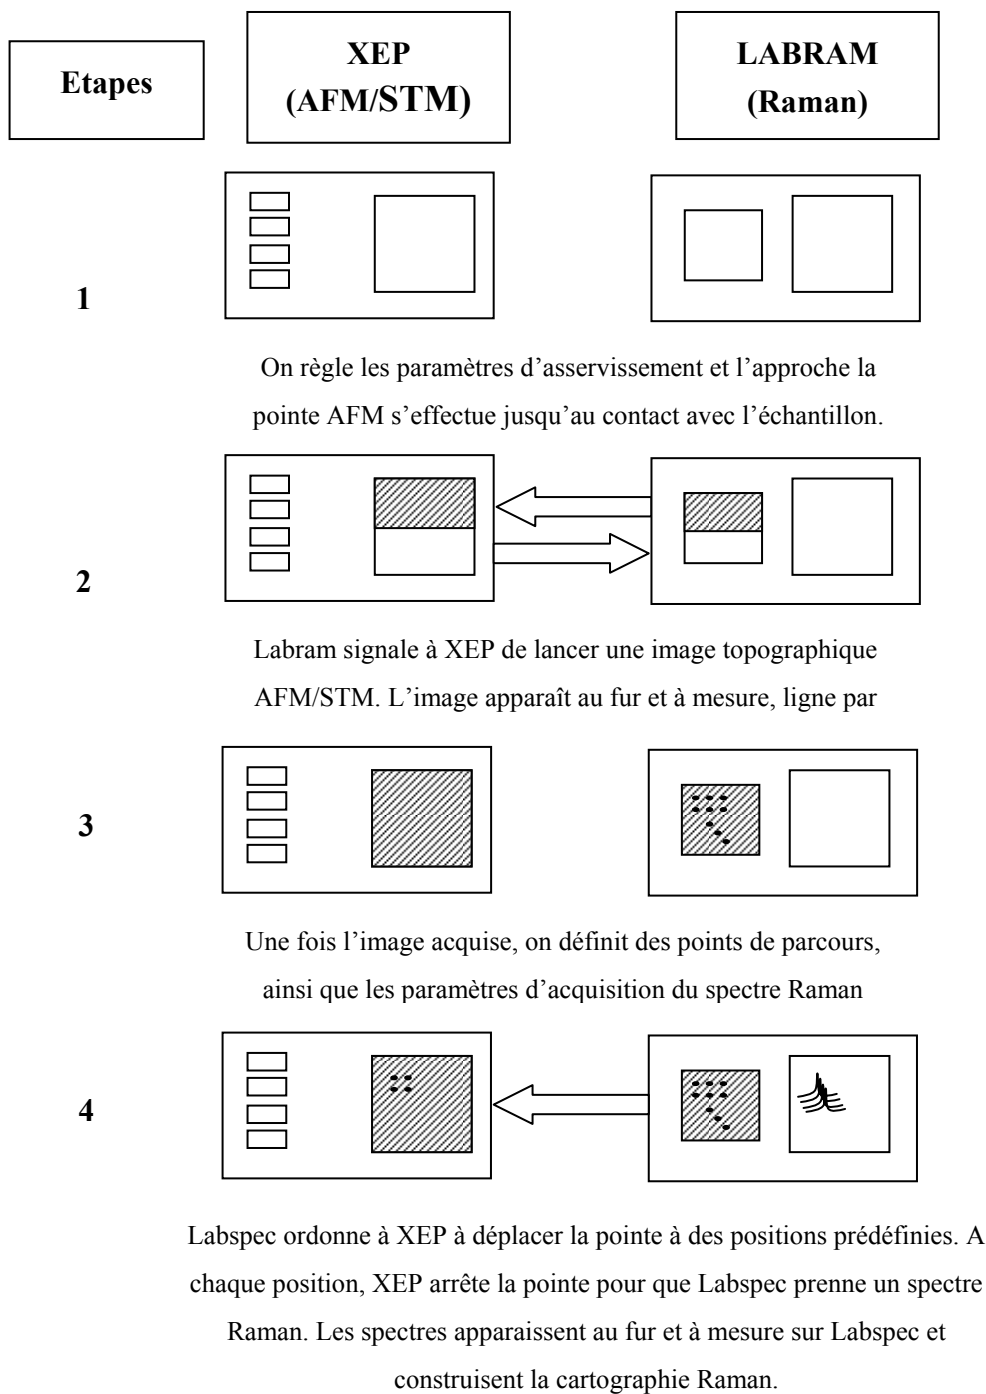 Etapes
XEP
(AFM/STM)
LABRAM
(Raman)
1
On règle les paramètres d’asservissement et l’approche la
pointe AFM s’effectue jusqu’au contact avec l’échantillon.
2
Labram signale à XEP de lancer une image topographique
AFM/STM. L’image apparaît au fur et à mesure, ligne par
3
Une fois l’image acquise, on définit des points de parcours,
ainsi que les paramètres d’acquisition du spectre Raman
4
Labspec ordonne à XEP à déplacer la pointe à des positions prédéfinies. A
chaque position, XEP arrête la pointe pour que Labspec prenne un spectre
Raman. Les spectres apparaissent au fur et à mesure sur Labspec et
construisent la cartographie Raman.